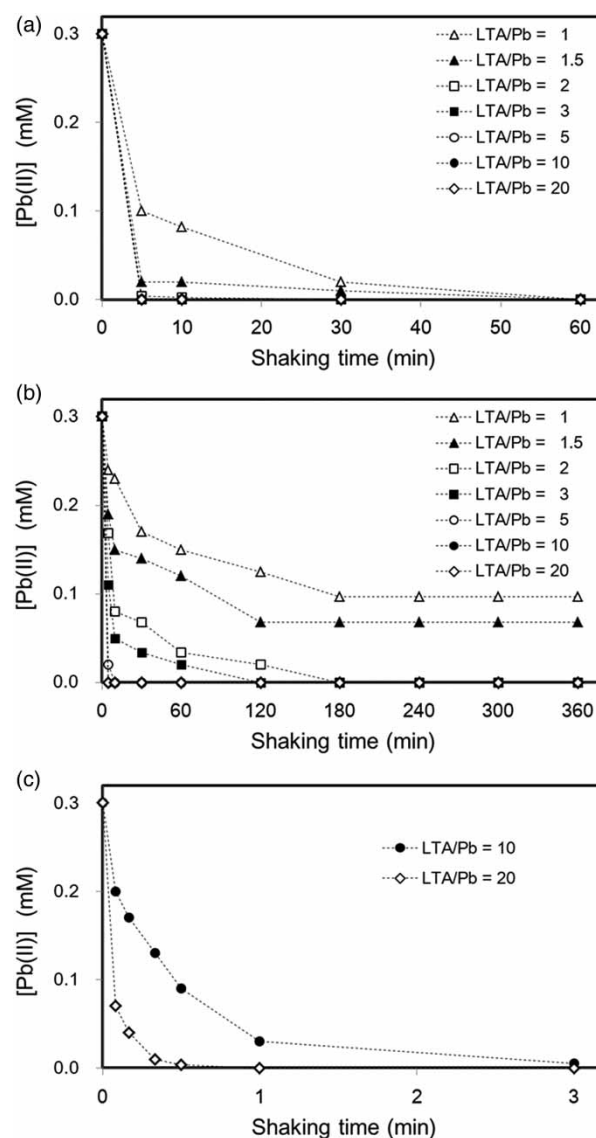 (a)
0.3
0.2
0.1
0.0
[Pb(II)] (mM)
LTA/Pb = 1
LTA/Pb = 1.5
LTA/Pb = 2
LTA/Pb = 3
LTA/Pb = 5
LTA/Pb = 10
LTA/Pb = 20
0 10 20 30 40 50 60
Shaking time (min)
(b)
0.3
0.2
0.1
0.0
[Pb(II)] (mM)
LTA/Pb = 1
LTA/Pb = 1.5
LTA/Pb = 2
LTA/Pb = 3
LTA/Pb = 5
LTA/Pb = 10
LTA/Pb = 20
0 60 120 180 240 300 360
Shaking time (min)
(c)
0.3
0.2
0.1
0.0
[Pb(II)] (mM)
LTA/Pb = 10
LTA/Pb = 20
0 1 2 3
Shaking time (min)